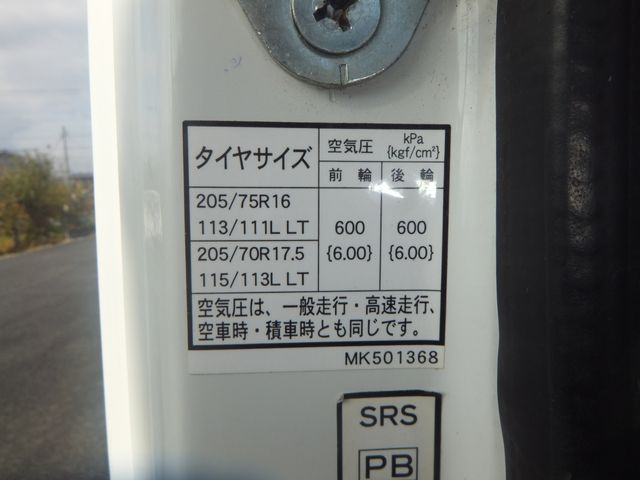 タイヤサイズ 空気圧 kPa {kgf/cm²}
前輪 後輪
205/75R16
113/111L LT 600 600
205/70R17.5 {6.00} {6.00}
115/113L LT
空気圧は、一般走行・高速走行、
空車時・積車時とも同じです。
MK501368
SRS
PB